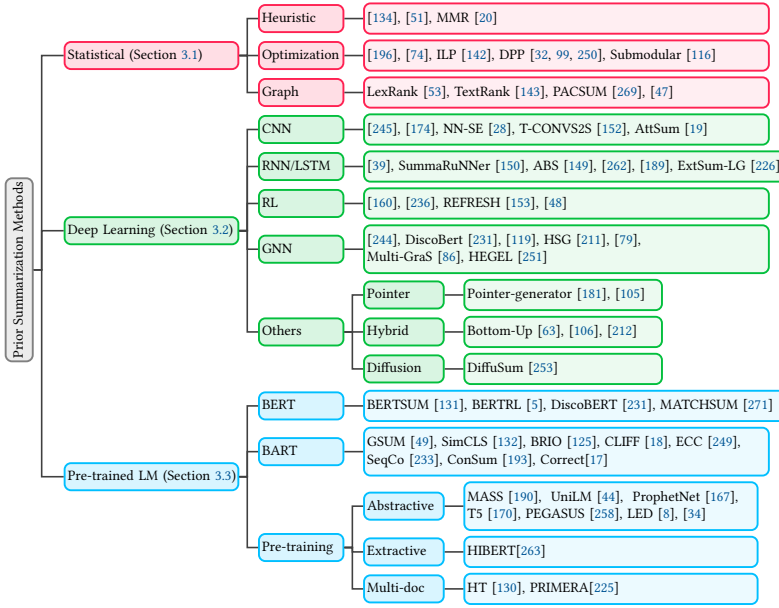 Prior Summarization Methods
Statistical (Section 3.1)
Heuristic
[134], [51], MMR [20]
Optimization
[196], [74], ILP [142], DPP [32, 99, 250], Submodular [116]
Graph
LexRank [53], TextRank [143], PACSUM [269], [47]
Deep Learning (Section 3.2)
CNN
[245], [174], NN-SE [28], T-CONVS2S [152], AttSum [19]
RNN/LSTM
[39], SummaRuNNer [150], ABS [149], [262], [189], ExtSum-LG [226]
RL
[160], [236], REFRESH [153], [48]
GNN
[244], DiscoBert [231], [119], HSG [211], [79],
Multi-GraS [86], HEGEL [251]
Others
Pointer
Pointer-generator [181], [105]
Hybrid
Bottom-Up [63], [106], [212]
Diffusion
DiffuSum [253]
Pre-trained LM (Section 3.3)
BERT
BERTSUM [131], BERTRL [5], DiscoBERT [231], MATCHSUM [271]
BART
GSUM [49], SimCLS [132], BRIO [125], CLIFF [18], ECC [249],
SeqCo [233], ConSum [193], Correct[17]
Pre-training
Abstractive
MASS [190], UniLM [44], ProphetNet [167],
T5 [170], PEGASUS [258], LED [8], [34]
Extractive
HIBERT[263]
Multi-doc
HT [130], PRIMERA[225]